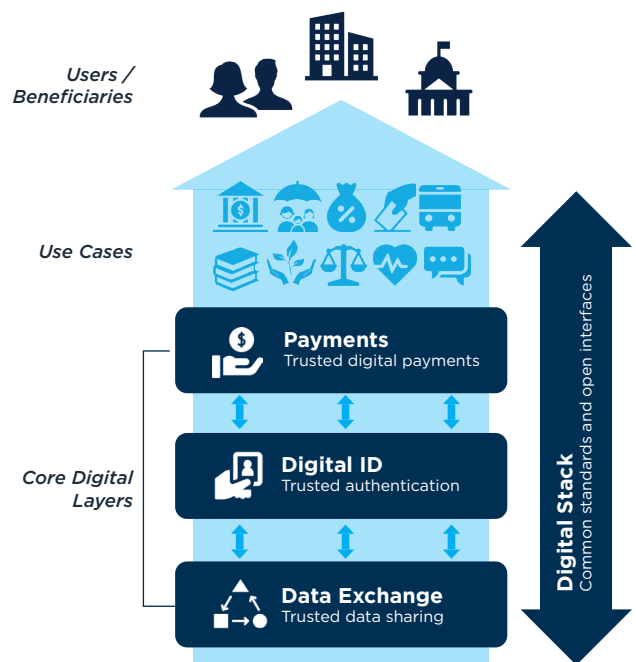 Users /
Beneficiaries
$
%
Use Cases
$
Payments
Trusted digital payments
Digital ID
Trusted authentication
Core Digital
Layers
Data Exchange
Trusted data sharing
Digital Stack
Common standards and open interfaces